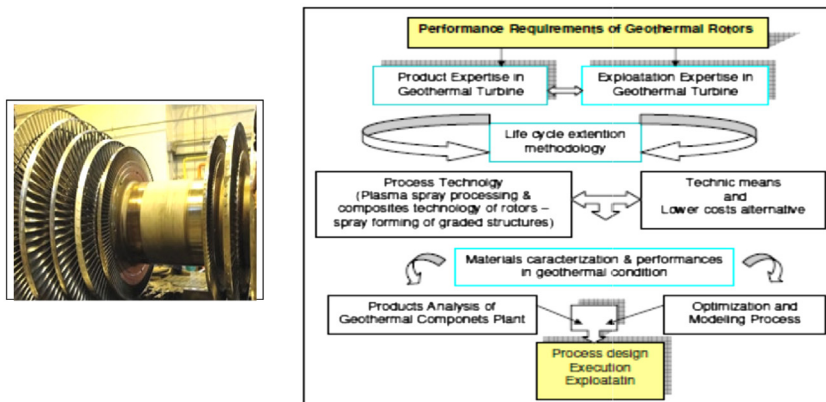 Performance Requirements of Geothermal Rotors
Product Expertise in
Geothermal Turbine
Exploatation Expertise in
Geothermal Turbine
Life cycle extention
methodology
Process Technolgy
(Plasma spray processing &
composites technology of rotors –
spray forming of graded structures)
Technic means
and
Lower costs alternative
Materials caracterization & performances
in geothermal condition
Products Analysis of
Geothermal Componets Plant
Optimization and
Modeling Process
Process design
Execution
Exploatatin